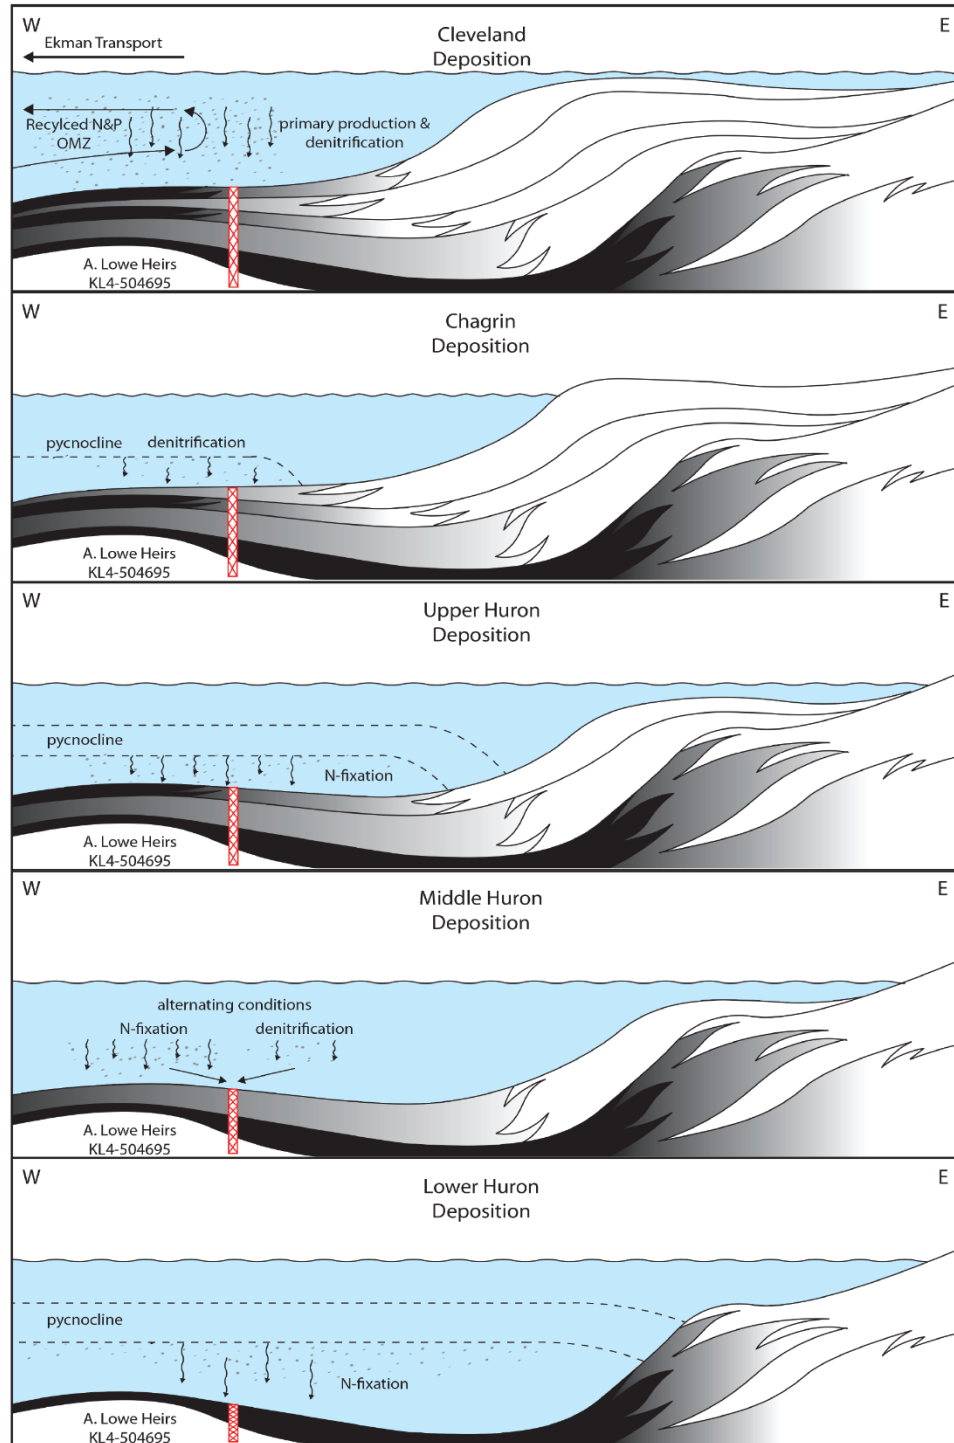 W
E
Cleveland
Deposition
Ekman Transport
Recylced N&P
OMZ
primary production &
denitrification
A. Lowe Heirs
KL4-504695
W
E
Chagrin
Deposition
pycnocline
denitrification
A. Lowe Heirs
KL4-504695
W
E
Upper Huron
Deposition
pycnocline
N-fixation
A. Lowe Heirs
KL4-504695
W
E
Middle Huron
Deposition
alternating conditions
N-fixation
denitrification
A. Lowe Heirs
KL4-504695
W
E
Lower Huron
Deposition
pycnocline
N-fixation
A. Lowe Heirs
KL4-504695